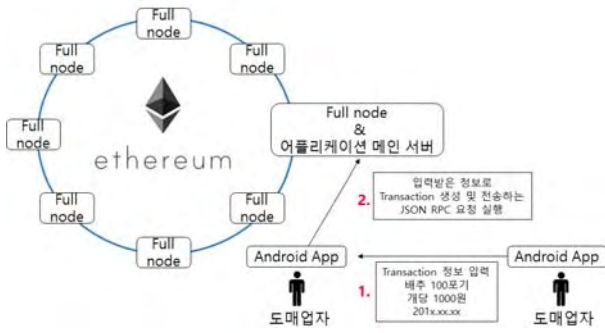 Full
node
Full
node
Full
node
Full
node
Full
node
Full
node
Full
node
ethereum
Full node
&
어플리케이션 메인 서버
2.
입력받은 정보로
Transaction 생성 및 전송하는
JSON RPC 요청 실행
Android App
도매업자
1.
Transaction 정보 입력
배추 100포기
개당 1000원
201x.xx.xx
Android App
도매업자